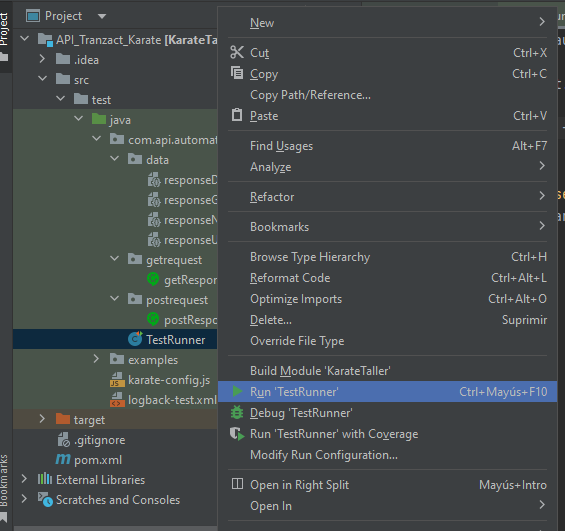 Project
Project
API_Tranzact_Karate [KarateTal
.idea
src
test
java
com.api.automat
data
responseD
responseG
responseN
responseU
getrequest
getRespo
postrequest
postRespo
TestRunner
examples
karate-config.js
logback-test.xml
target
.gitignore
pom.xml
External Libraries
Scratches and Consoles
Bookmarks
New
Cut Ctrl+X
Copy Ctrl+C
Copy Path/Reference...
Paste Ctrl+V
Find Usages Alt+F7
Analyze
Refactor
Bookmarks
Browse Type Hierarchy Ctrl+H
Reformat Code Ctrl+Alt+L
Optimize Imports Ctrl+Alt+O
Delete... Suprimir
Override File Type
Build Module 'KarateTaller'
Run 'TestRunner' Ctrl+Mayús+F10
Debug 'TestRunner'
Run 'TestRunner' with Coverage
Modify Run Configuration...
Open in Right Split Mayús+Intro
Open In